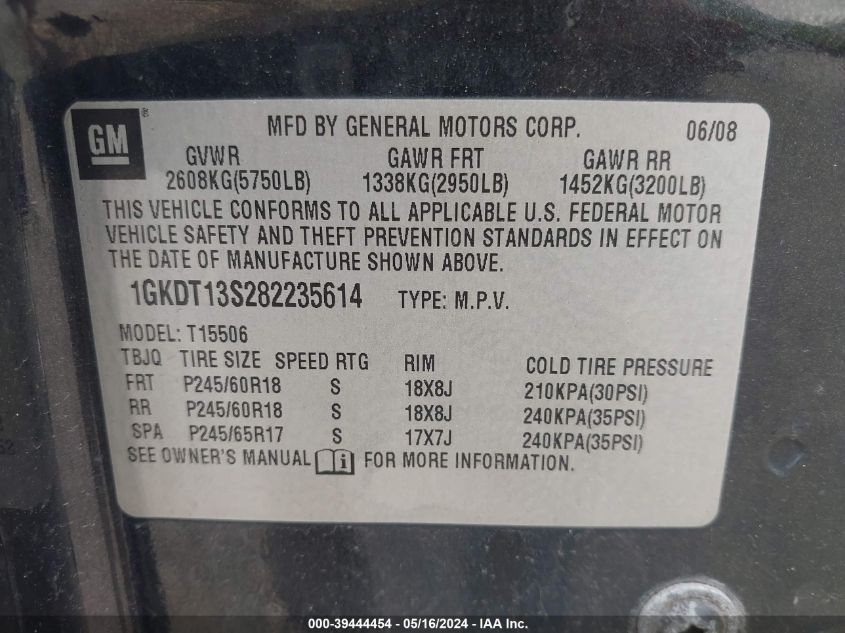 GM ®
MFD BY GENERAL MOTORS CORP. 06/08
GVWR GAWR FRT GAWR RR
2608KG(5750LB) 1338KG(2950LB) 1452KG(3200LB)
THIS VEHICLE CONFORMS TO ALL APPLICABLE U.S. FEDERAL MOTOR
VEHICLE SAFETY AND THEFT PREVENTION STANDARDS IN EFFECT ON
THE DATE OF MANUFACTURE SHOWN ABOVE.
1GKDT13S282235614 TYPE: M.P.V.
MODEL: T15506
TBJQ TIRE SIZE SPEED RTG RIM COLD TIRE PRESSURE
FRT P245/60R18 S 18X8J 210KPA(30PSI)
RR P245/60R18 S 18X8J 240KPA(35PSI)
SPA P245/65R17 S 17X7J 240KPA(35PSI)
SEE OWNER'S MANUAL i FOR MORE INFORMATION.
000-39444454 - 05/16/2024 - IAA Inc.